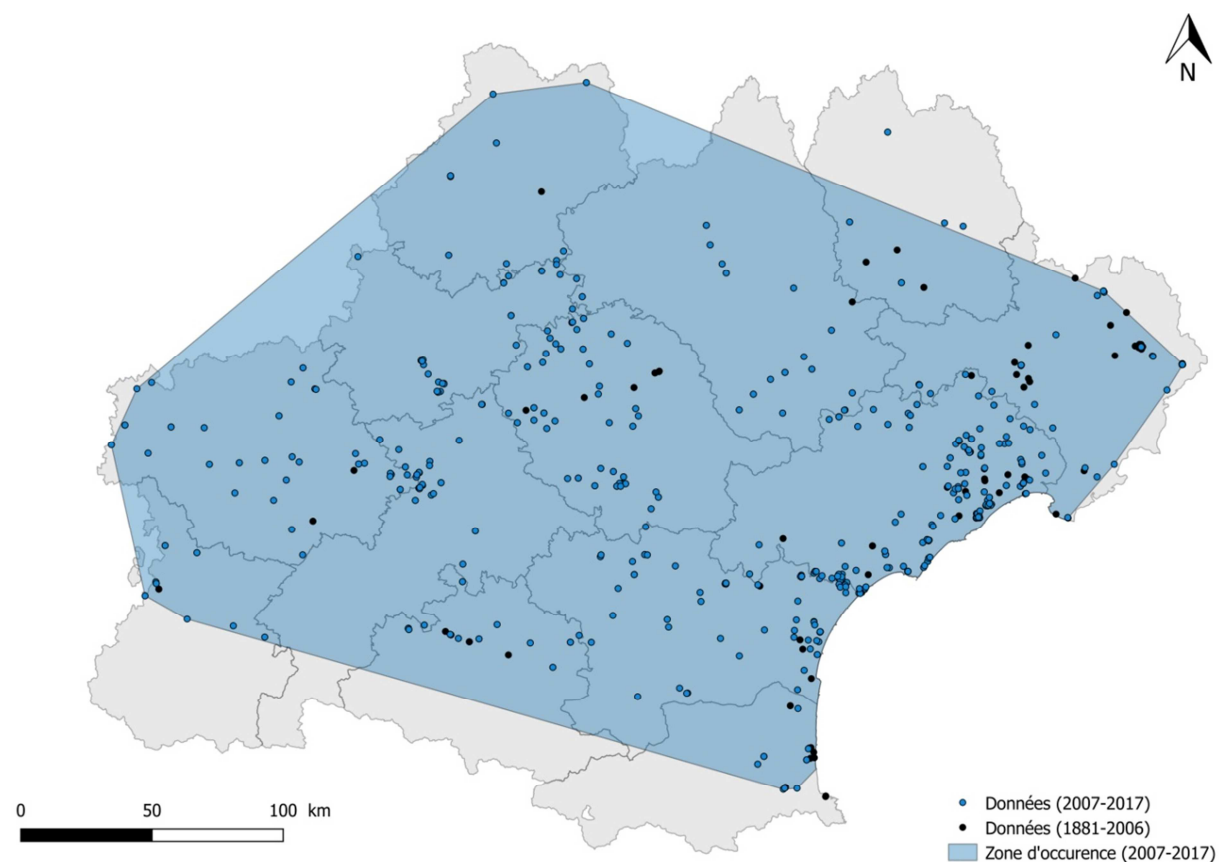 N
0 50 100 km
Données (2007-2017)
Données (1881-2006)
Zone d'occurence (2007-2017)